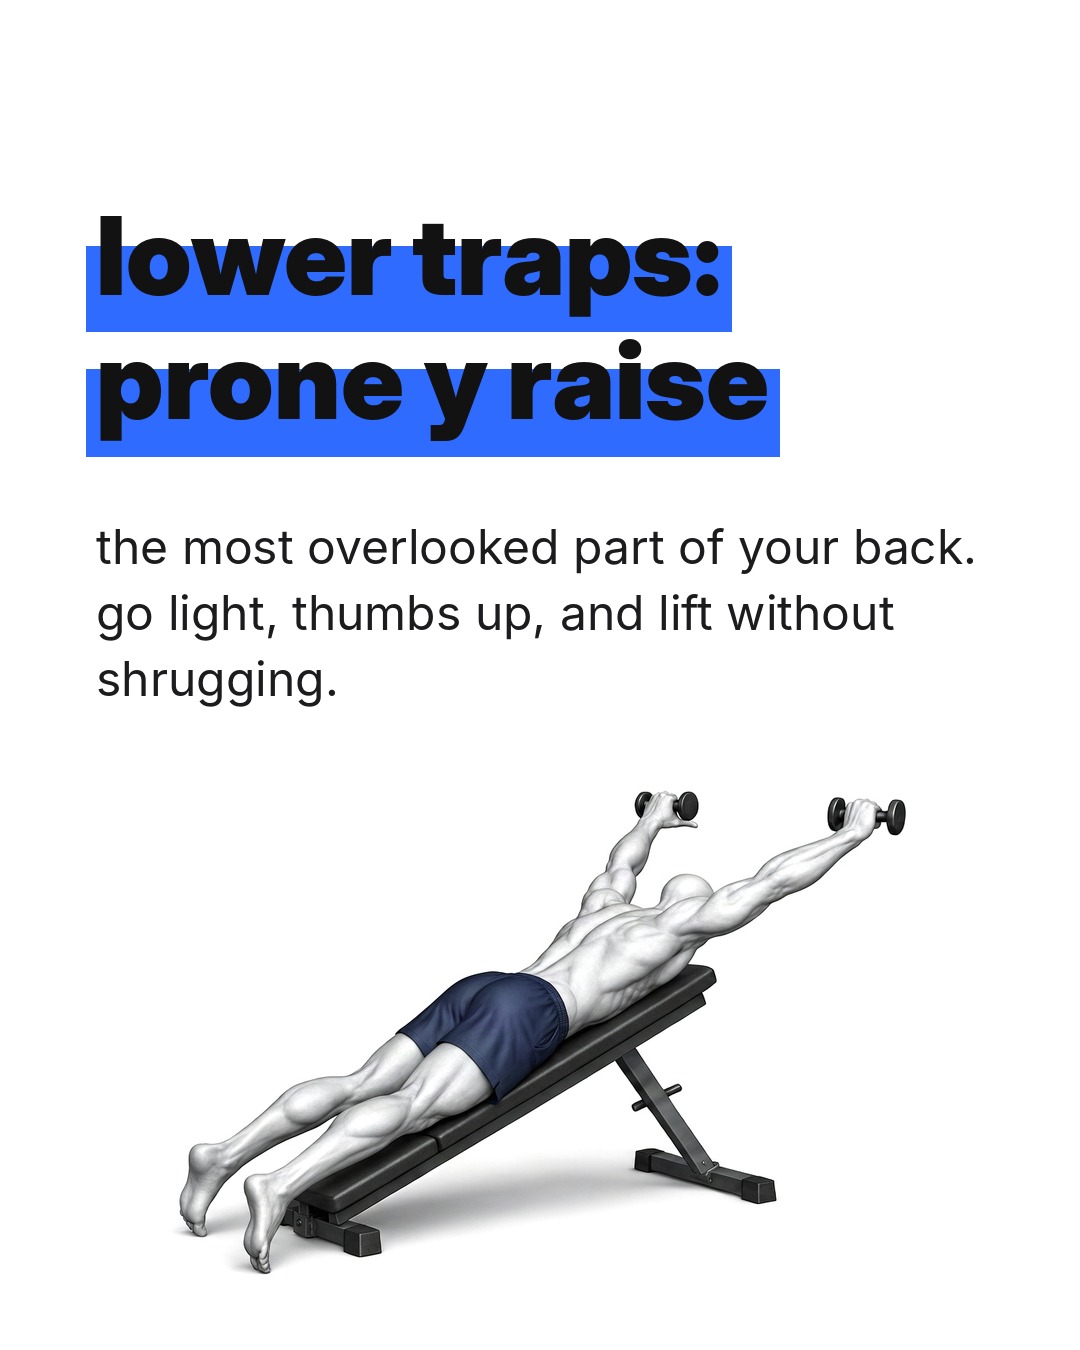 lower traps:
prone y raise
the most overlooked part of your back.
go light, thumbs up, and lift without
shrugging.